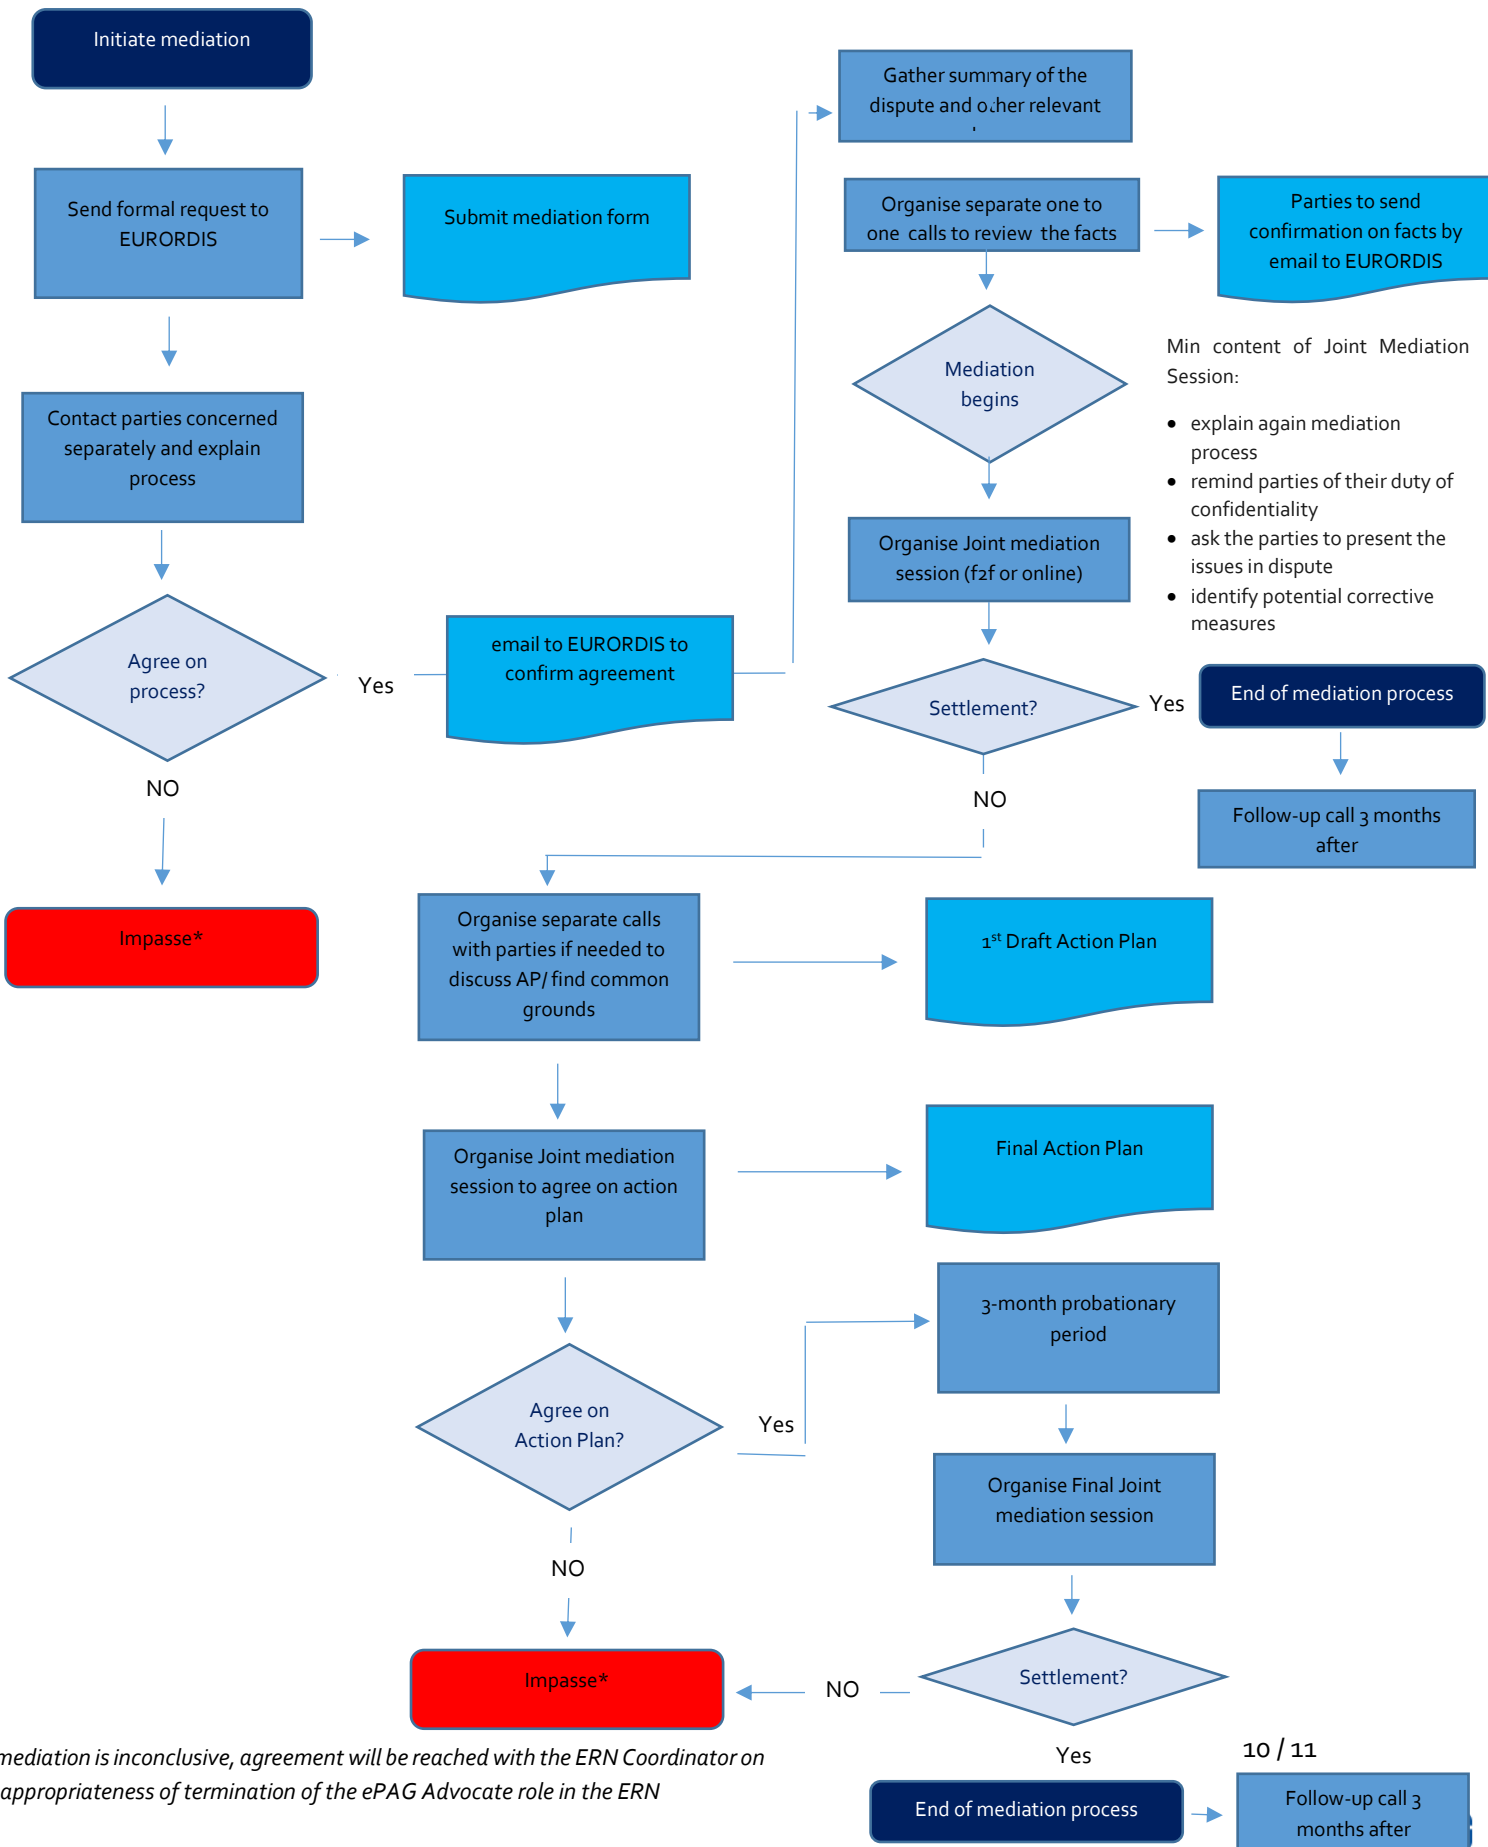 Initiate mediation
Send formal request to
EURORDIS
Submit mediation form
Contact parties concerned
separately and explain
process
Agree on
process?
Yes
email to EURORDIS to
confirm agreement
NO
Impasse*
Gather summary of the
dispute and other relevant
Organise separate one to
one calls to review the facts
Parties to send
confirmation on facts by
email to EURORDIS
Mediation
begins
Min content of Joint Mediation
Session:
• explain again mediation
process
• remind parties of their duty of
confidentiality
• ask the parties to present the
issues in dispute
• identify potential corrective
measures
Organise Joint mediation
session (f2f or online)
Settlement?
Yes
End of mediation process
Follow-up call 3 months
after
NO
Organise separate calls
with parties if needed to
discuss AP/ find common
grounds
1st Draft Action Plan
Organise Joint mediation
session to agree on action
plan
Final Action Plan
Agree on
Action Plan?
Yes
3-month probationary
period
Organise Final Joint
mediation session
NO
Impasse*
NO
Settlement?
Yes
End of mediation process
Follow-up call 3
months after
mediation is inconclusive, agreement will be reached with the ERN Coordinator on
appropriateness of termination of the ePAG Advocate role in the ERN
10 / 11